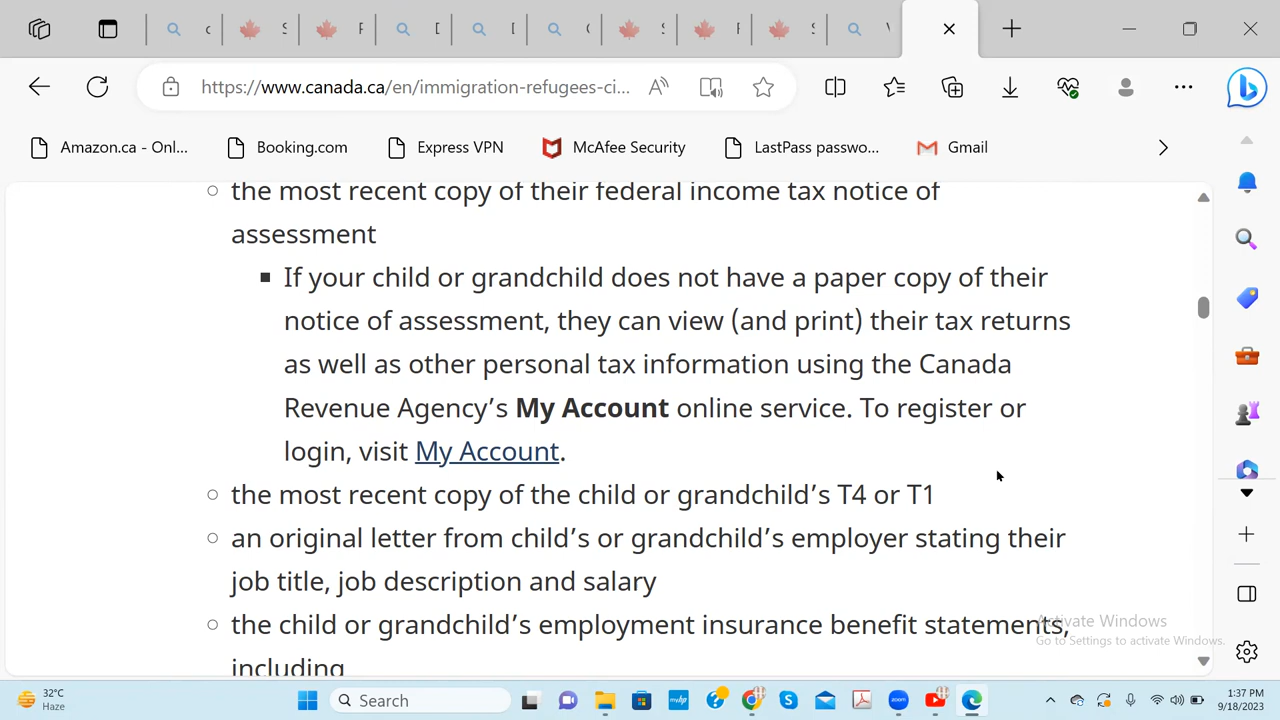 c
S
F
D
D
C
S
F
S
V
https://www.canada.ca/en/immigration-refugees-ci...
Amazon.ca - Onl...
Booking.com
Express VPN
McAfee Security
LastPass passwo...
Gmail
the most recent copy of their federal income tax notice of
assessment
If your child or grandchild does not have a paper copy of their
notice of assessment, they can view (and print) their tax returns
as well as other personal tax information using the Canada
Revenue Agency’s My Account online service. To register or
login, visit My Account.
the most recent copy of the child or grandchild’s T4 or T1
an original letter from child’s or grandchild’s employer stating their
job title, job description and salary
the child or grandchild’s employment insurance benefit statements,
including
Activate Windows
Go to Settings to activate Windows.
32°C
Haze
Search
1:37 PM
9/18/2023